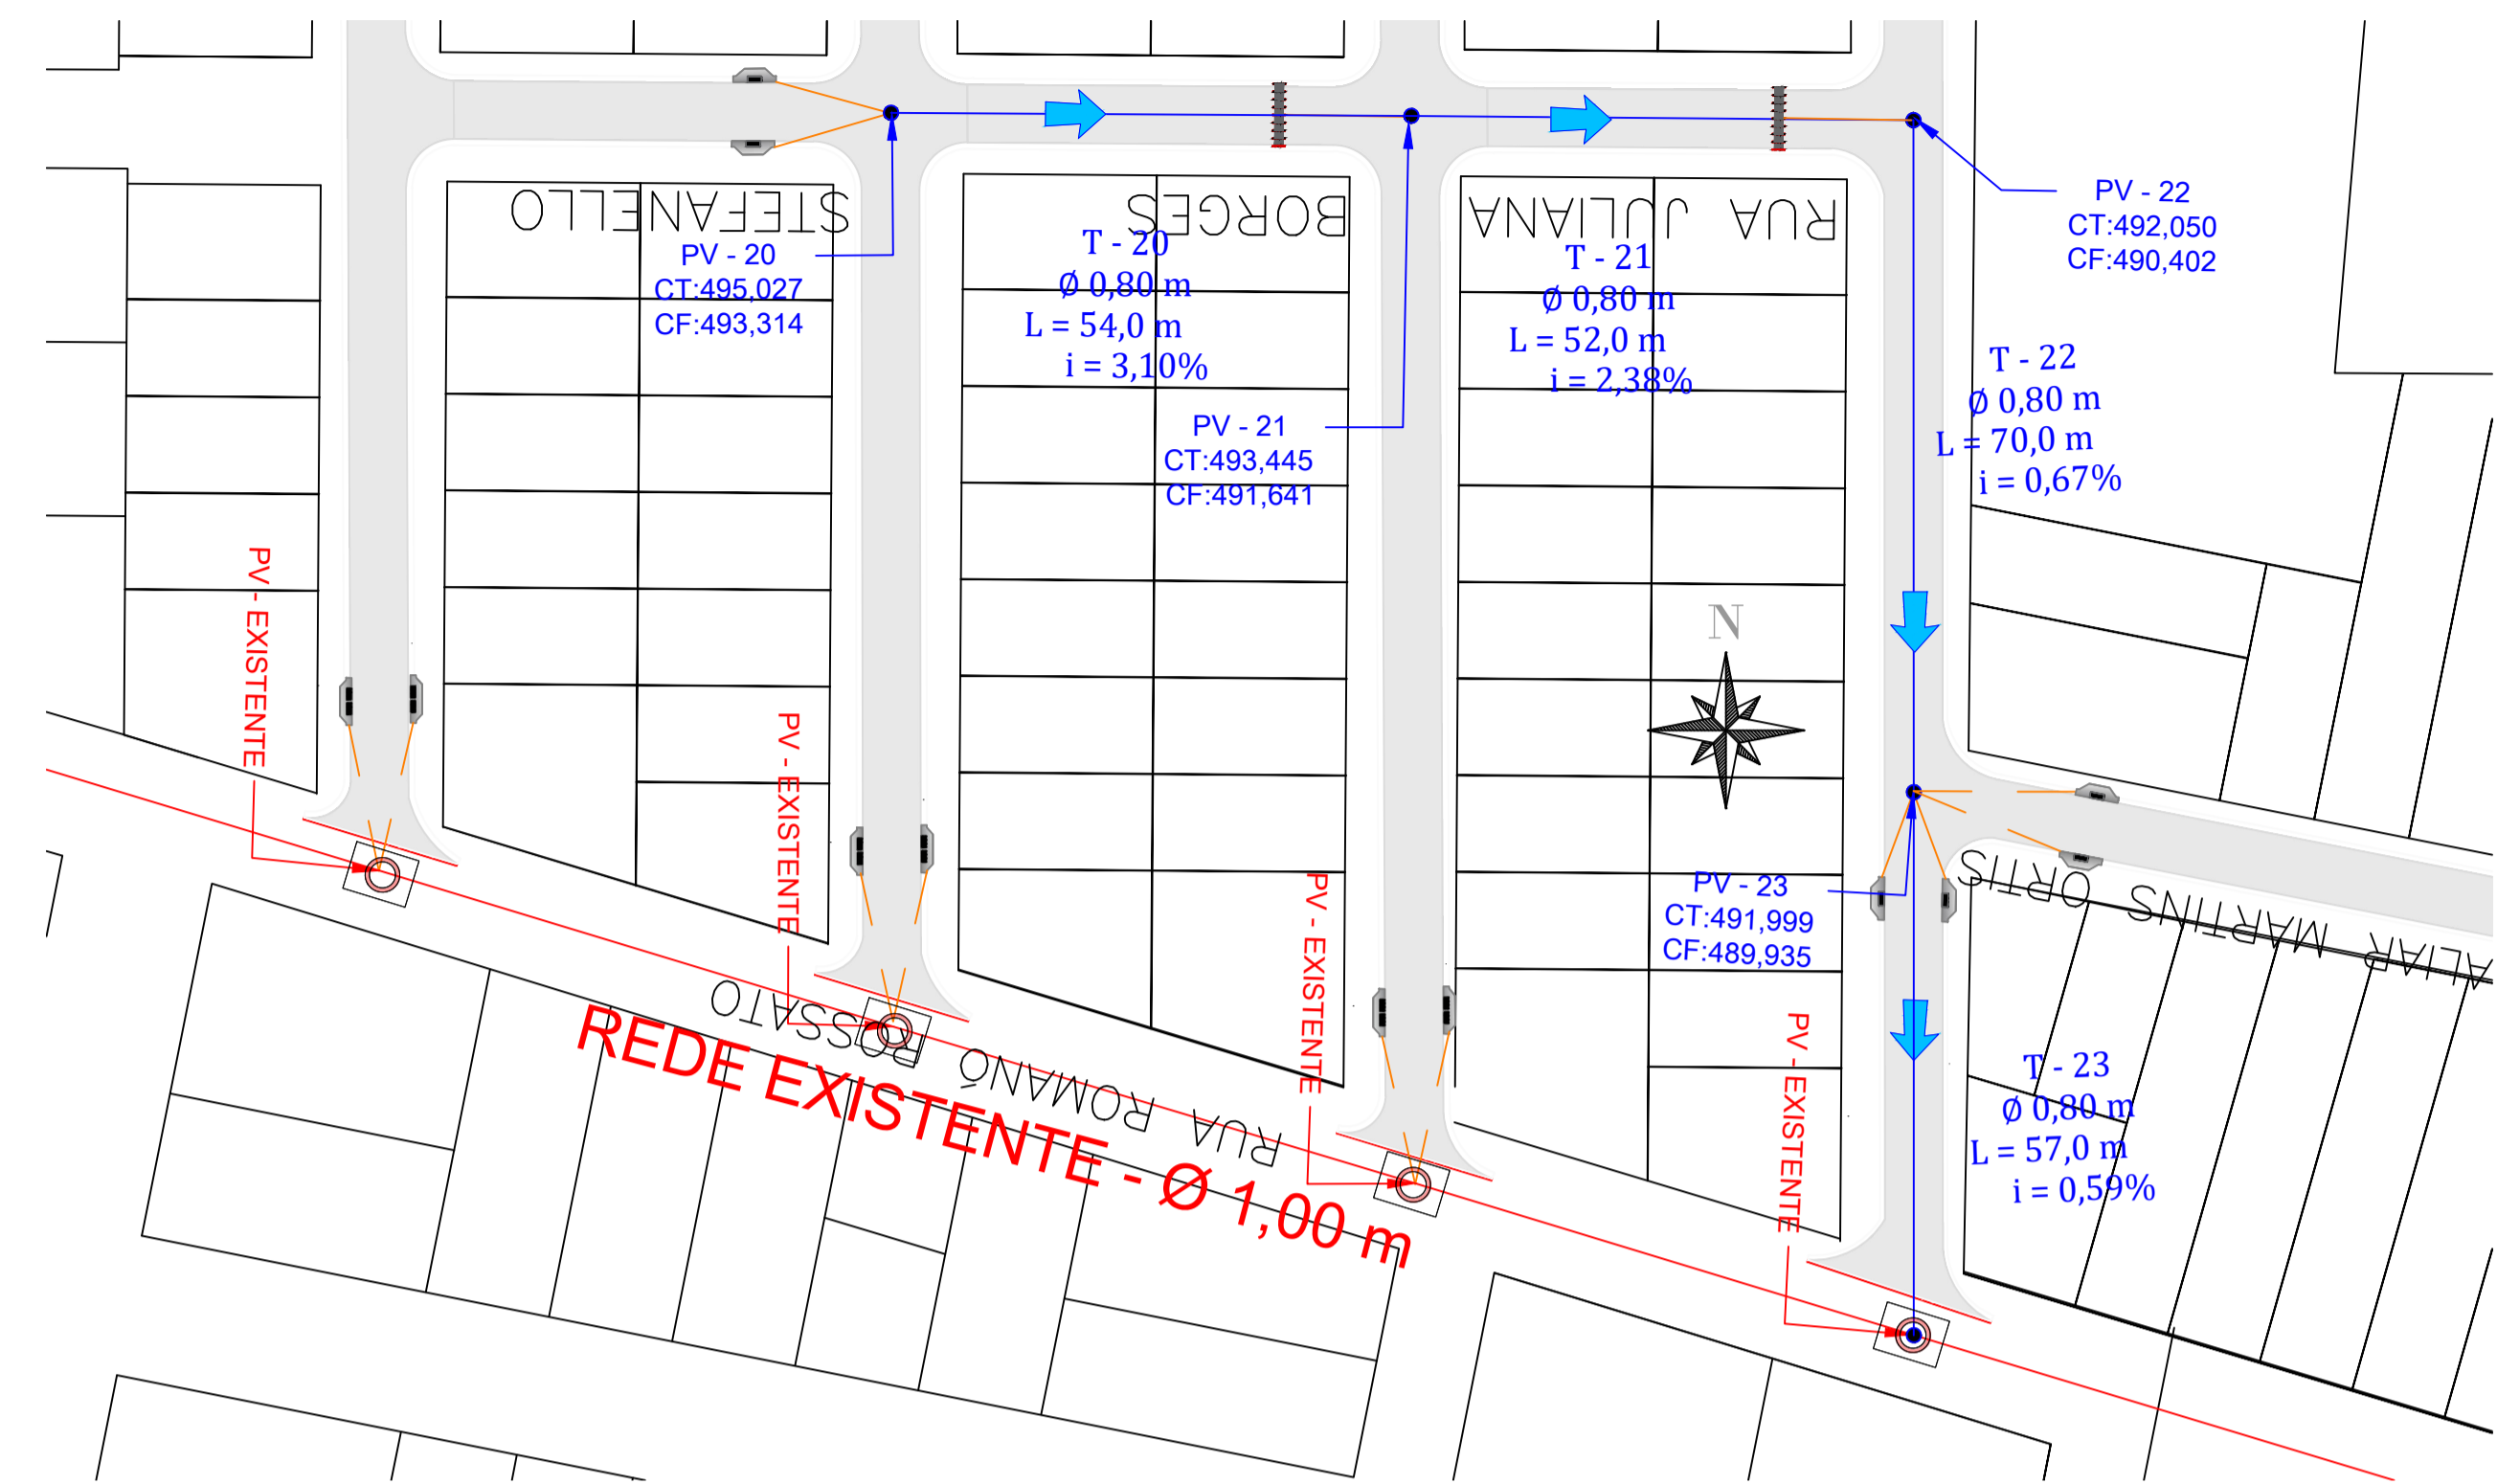 STEFANELLO
BORGES
RUA JULIANA
PV - 20
CT:495,027
CF:493,314
T - 20
Ø 0,80 m
L = 54,0 m
i = 3,10%
T - 21
Ø 0,80 m
L = 52,0 m
i = 2,38%
PV - 22
CT:492,050
CF:490,402
T - 22
Ø 0,80 m
L = 70,0 m
i = 0,67%
PV - 21
CT:493,445
CF:491,641
N
PV - EXISTENTE
PV - EXISTENTE
PV - EXISTENTE
PV - EXISTENTE
PV - 23
CT:491,999
CF:489,935
ALIAR MARTINS ORTIS
RUA ROMANO ROSSATO
REDE EXISTENTE - Ø 1,00 m
T - 23
Ø 0,80 m
L = 57,0 m
i = 0,59%